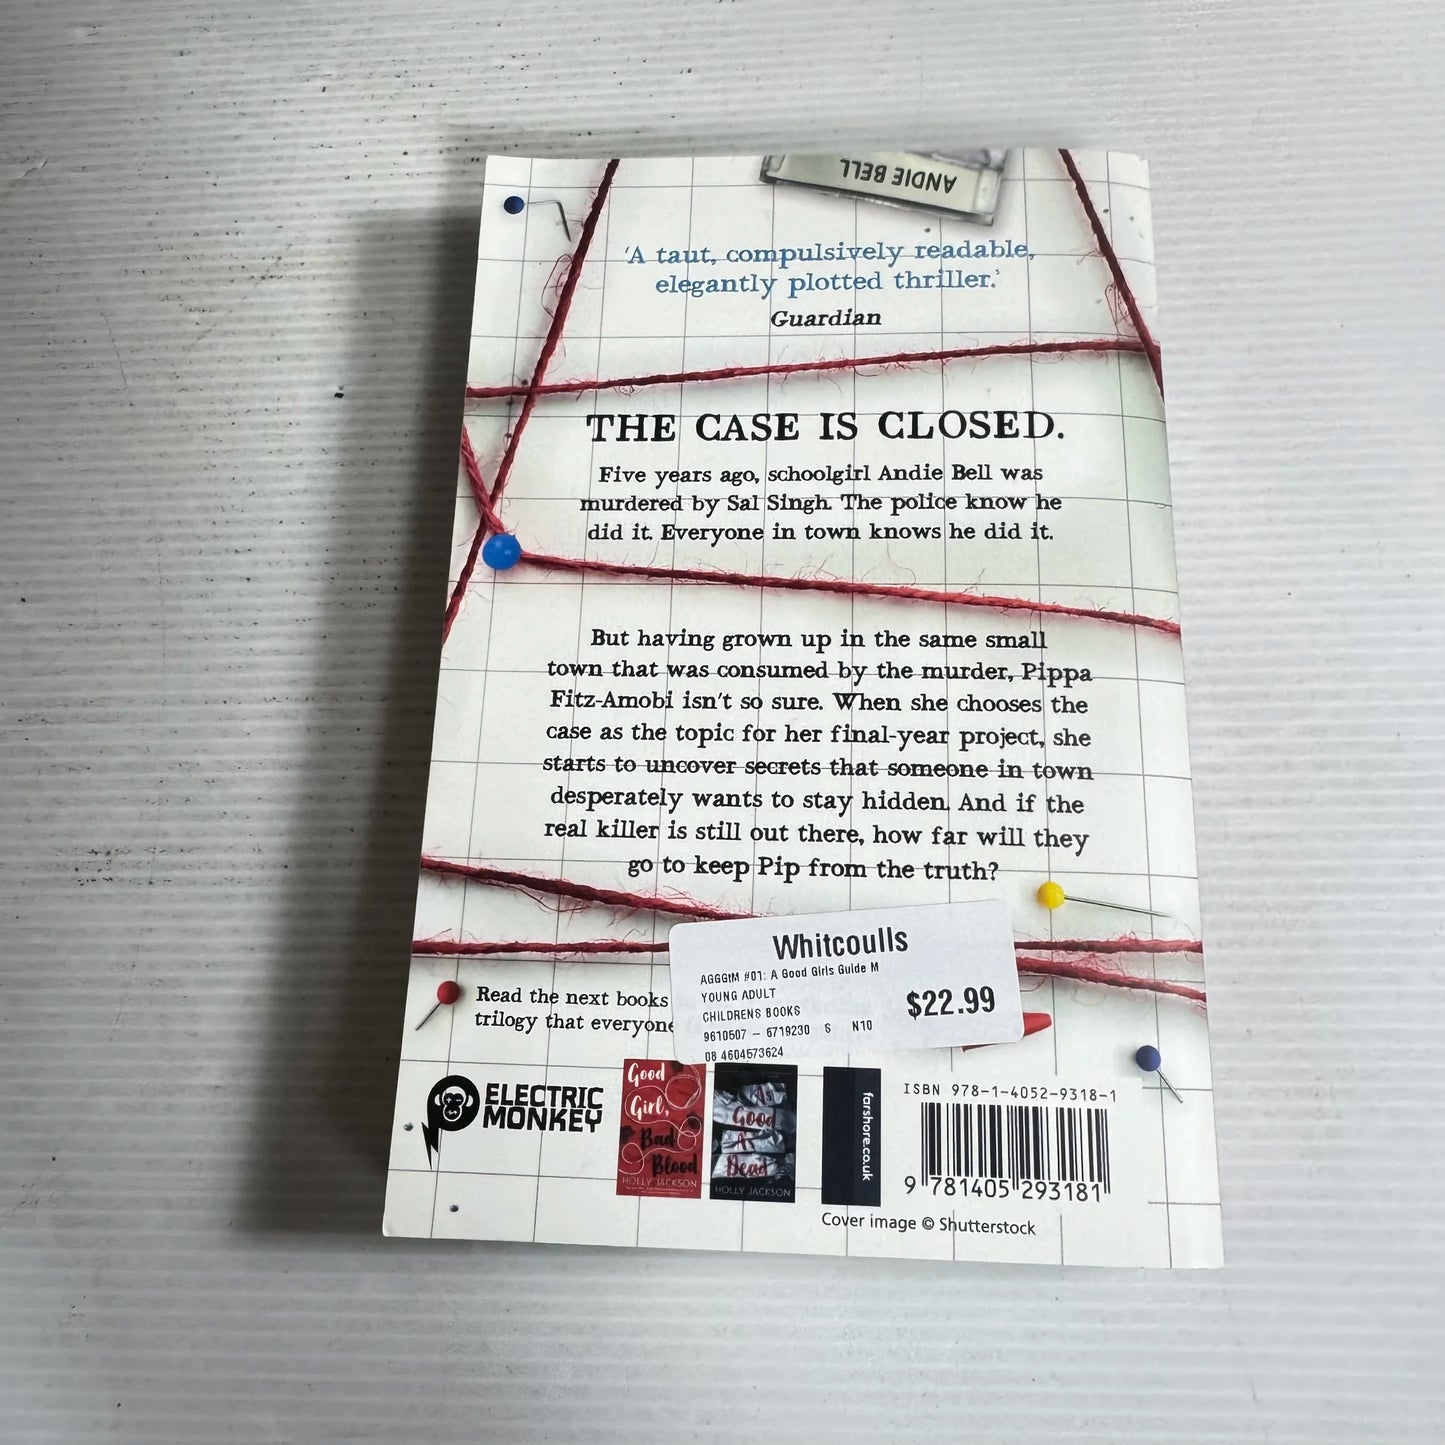 ANDIE BELL
‘A taut, compulsively readable,
elegantly plotted thriller.’
Guardian
THE CASE IS CLOSED.
Five years ago, schoolgirl Andie Bell was
murdered by Sal Singh. The police know he
did it. Everyone in town knows he did it.
But having grown up in the same small
town that was consumed by the murder, Pippa
Fitz-Amobi isn't so sure. When she chooses the
case as the topic for her final-year project, she
starts to uncover secrets that someone in town
desperately wants to stay hidden. And if the
real killer is still out there, how far will they
go to keep Pip from the truth?
Whitcoulls
AGGGtM #01: A Good Girls Guide M
YOUNG ADULT
CHILDRENS BOOKS
9610507 – 6719230 S N10
08 4604573624
$22.99
Read the next books
trilogy that everyone
ELECTRIC
MONKEY
Good
Girl,
Bad
Blood
HOLLY JACKSON
As
Good
As
Dead
HOLLY JACKSON
farshore.co.uk
ISBN 978-1-4052-9318-1
9 781405 293181
Cover image © Shutterstock